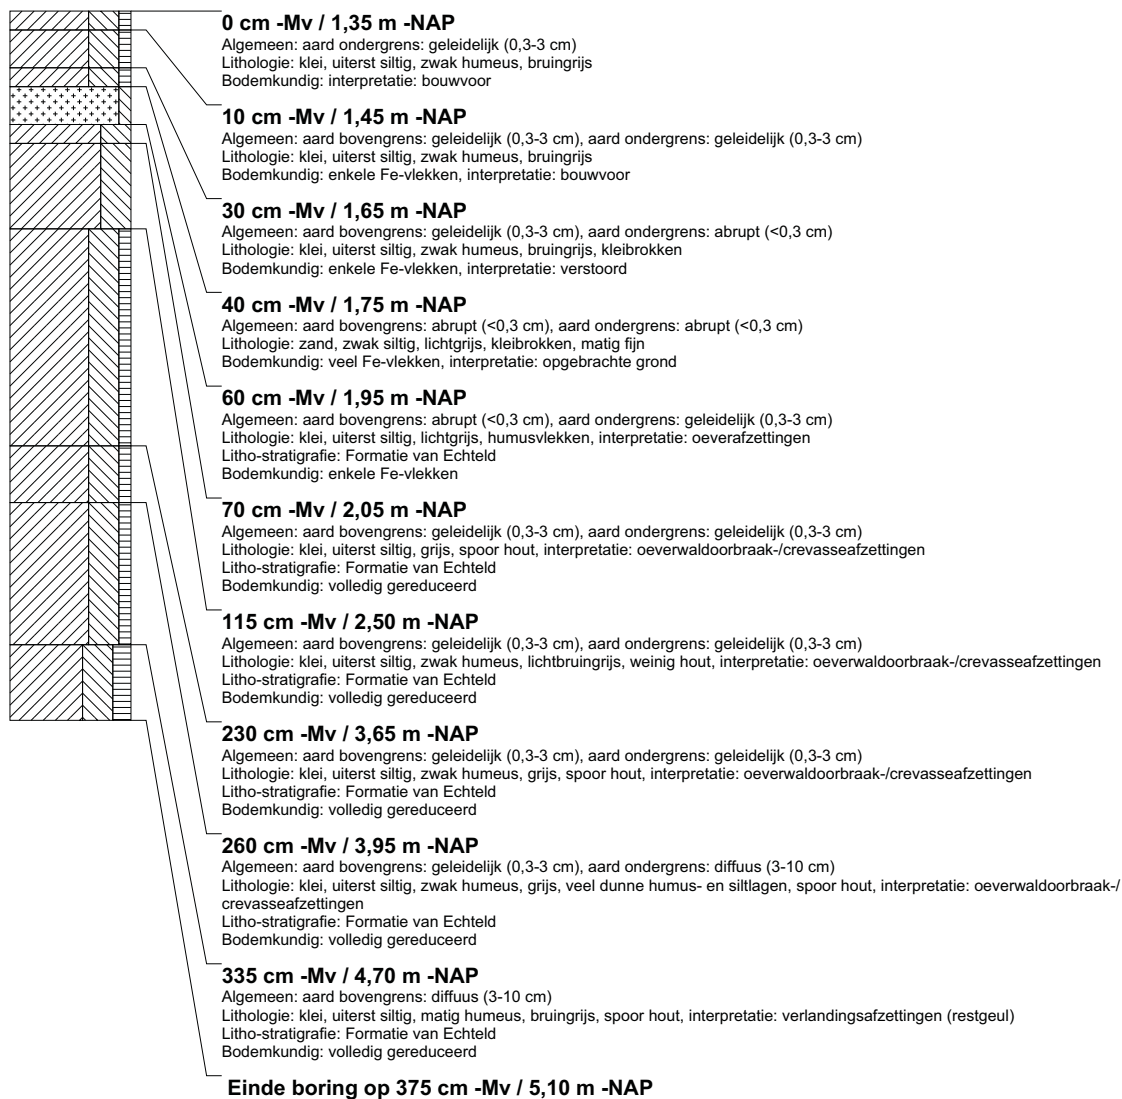 0 cm -Mv / 1,35 m -NAP
Algemeen: aard ondergrens: geleidelijk (0,3-3 cm)
Lithologie: klei, uiterst siltig, zwak humeus, bruingrijs
Bodemkundig: interpretatie: bouwvoor
10 cm -Mv / 1,45 m -NAP
Algemeen: aard bovengrens: geleidelijk (0,3-3 cm), aard ondergrens: geleidelijk (0,3-3 cm)
Lithologie: klei, uiterst siltig, zwak humeus, bruingrijs
Bodemkundig: enkele Fe-vlekken, interpretatie: bouwvoor
30 cm -Mv / 1,65 m -NAP
Algemeen: aard bovengrens: geleidelijk (0,3-3 cm), aard ondergrens: abrupt (<0,3 cm)
Lithologie: klei, uiterst siltig, zwak humeus, bruingrijs, kleibrokken
Bodemkundig: enkele Fe-vlekken, interpretatie: verstoord
40 cm -Mv / 1,75 m -NAP
Algemeen: aard bovengrens: abrupt (<0,3 cm), aard ondergrens: abrupt (<0,3 cm)
Lithologie: zand, zwak siltig, lichtgrijs, kleibrokken, matig fijn
Bodemkundig: veel Fe-vlekken, interpretatie: opgebrachte grond
60 cm -Mv / 1,95 m -NAP
Algemeen: aard bovengrens: abrupt (<0,3 cm), aard ondergrens: geleidelijk (0,3-3 cm)
Lithologie: klei, uiterst siltig, lichtgrijs, humusvlekken, interpretatie: oeverafzettingen
Litho-stratigrafie: Formatie van Echteld
Bodemkundig: enkele Fe-vlekken
70 cm -Mv / 2,05 m -NAP
Algemeen: aard bovengrens: geleidelijk (0,3-3 cm), aard ondergrens: geleidelijk (0,3-3 cm)
Lithologie: klei, uiterst siltig, grijs, spoor hout, interpretatie: oeverwaldoorbraak-/crevasseafzettingen
Litho-stratigrafie: Formatie van Echteld
Bodemkundig: volledig gereduceerd
115 cm -Mv / 2,50 m -NAP
Algemeen: aard bovengrens: geleidelijk (0,3-3 cm), aard ondergrens: geleidelijk (0,3-3 cm)
Lithologie: klei, uiterst siltig, zwak humeus, lichtbruingrijs, weinig hout, interpretatie: oeverwaldoorbraak-/crevasseafzettingen
Litho-stratigrafie: Formatie van Echteld
Bodemkundig: volledig gereduceerd
230 cm -Mv / 3,65 m -NAP
Algemeen: aard bovengrens: geleidelijk (0,3-3 cm), aard ondergrens: geleidelijk (0,3-3 cm)
Lithologie: klei, uiterst siltig, zwak humeus, grijs, spoor hout, interpretatie: oeverwaldoorbraak-/crevasseafzettingen
Litho-stratigrafie: Formatie van Echteld
Bodemkundig: volledig gereduceerd
260 cm -Mv / 3,95 m -NAP
Algemeen: aard bovengrens: geleidelijk (0,3-3 cm), aard ondergrens: diffuus (3-10 cm)
Lithologie: klei, uiterst siltig, zwak humeus, grijs, veel dunne humus- en siltlagen, spoor hout, interpretatie: oeverwaldoorbraak-/
crevasseafzettingen
Litho-stratigrafie: Formatie van Echteld
Bodemkundig: volledig gereduceerd
335 cm -Mv / 4,70 m -NAP
Algemeen: aard bovengrens: diffuus (3-10 cm)
Lithologie: klei, uiterst siltig, matig humeus, bruingrijs, spoor hout, interpretatie: verlandingsafzettingen (restgeul)
Litho-stratigrafie: Formatie van Echteld
Bodemkundig: volledig gereduceerd
Einde boring op 375 cm -Mv / 5,10 m -NAP